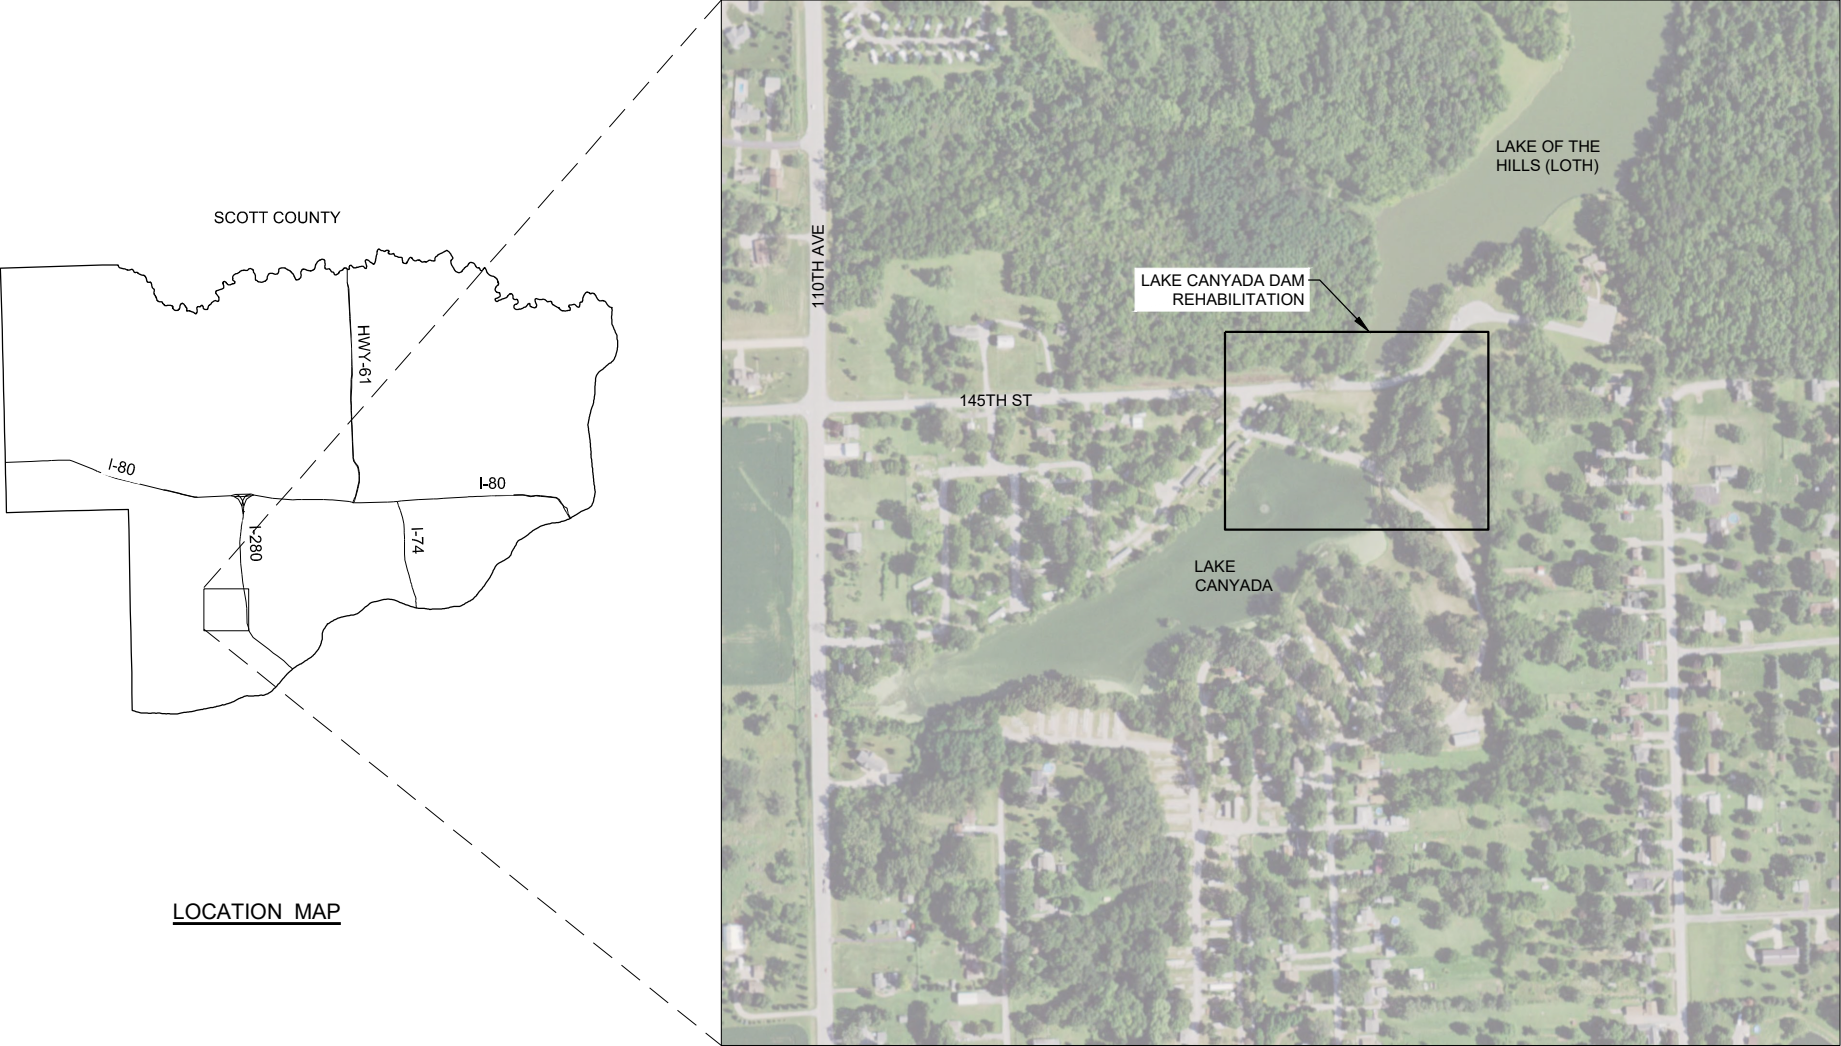 SCOTT COUNTY
HWY-61
I-80
I-80
I-280
I-74
LOCATION MAP
110TH AVE
145TH ST
LAKE CANYADA DAM
REHABILITATION
LAKE OF THE
HILLS (LOTH)
LAKE
CANYADA